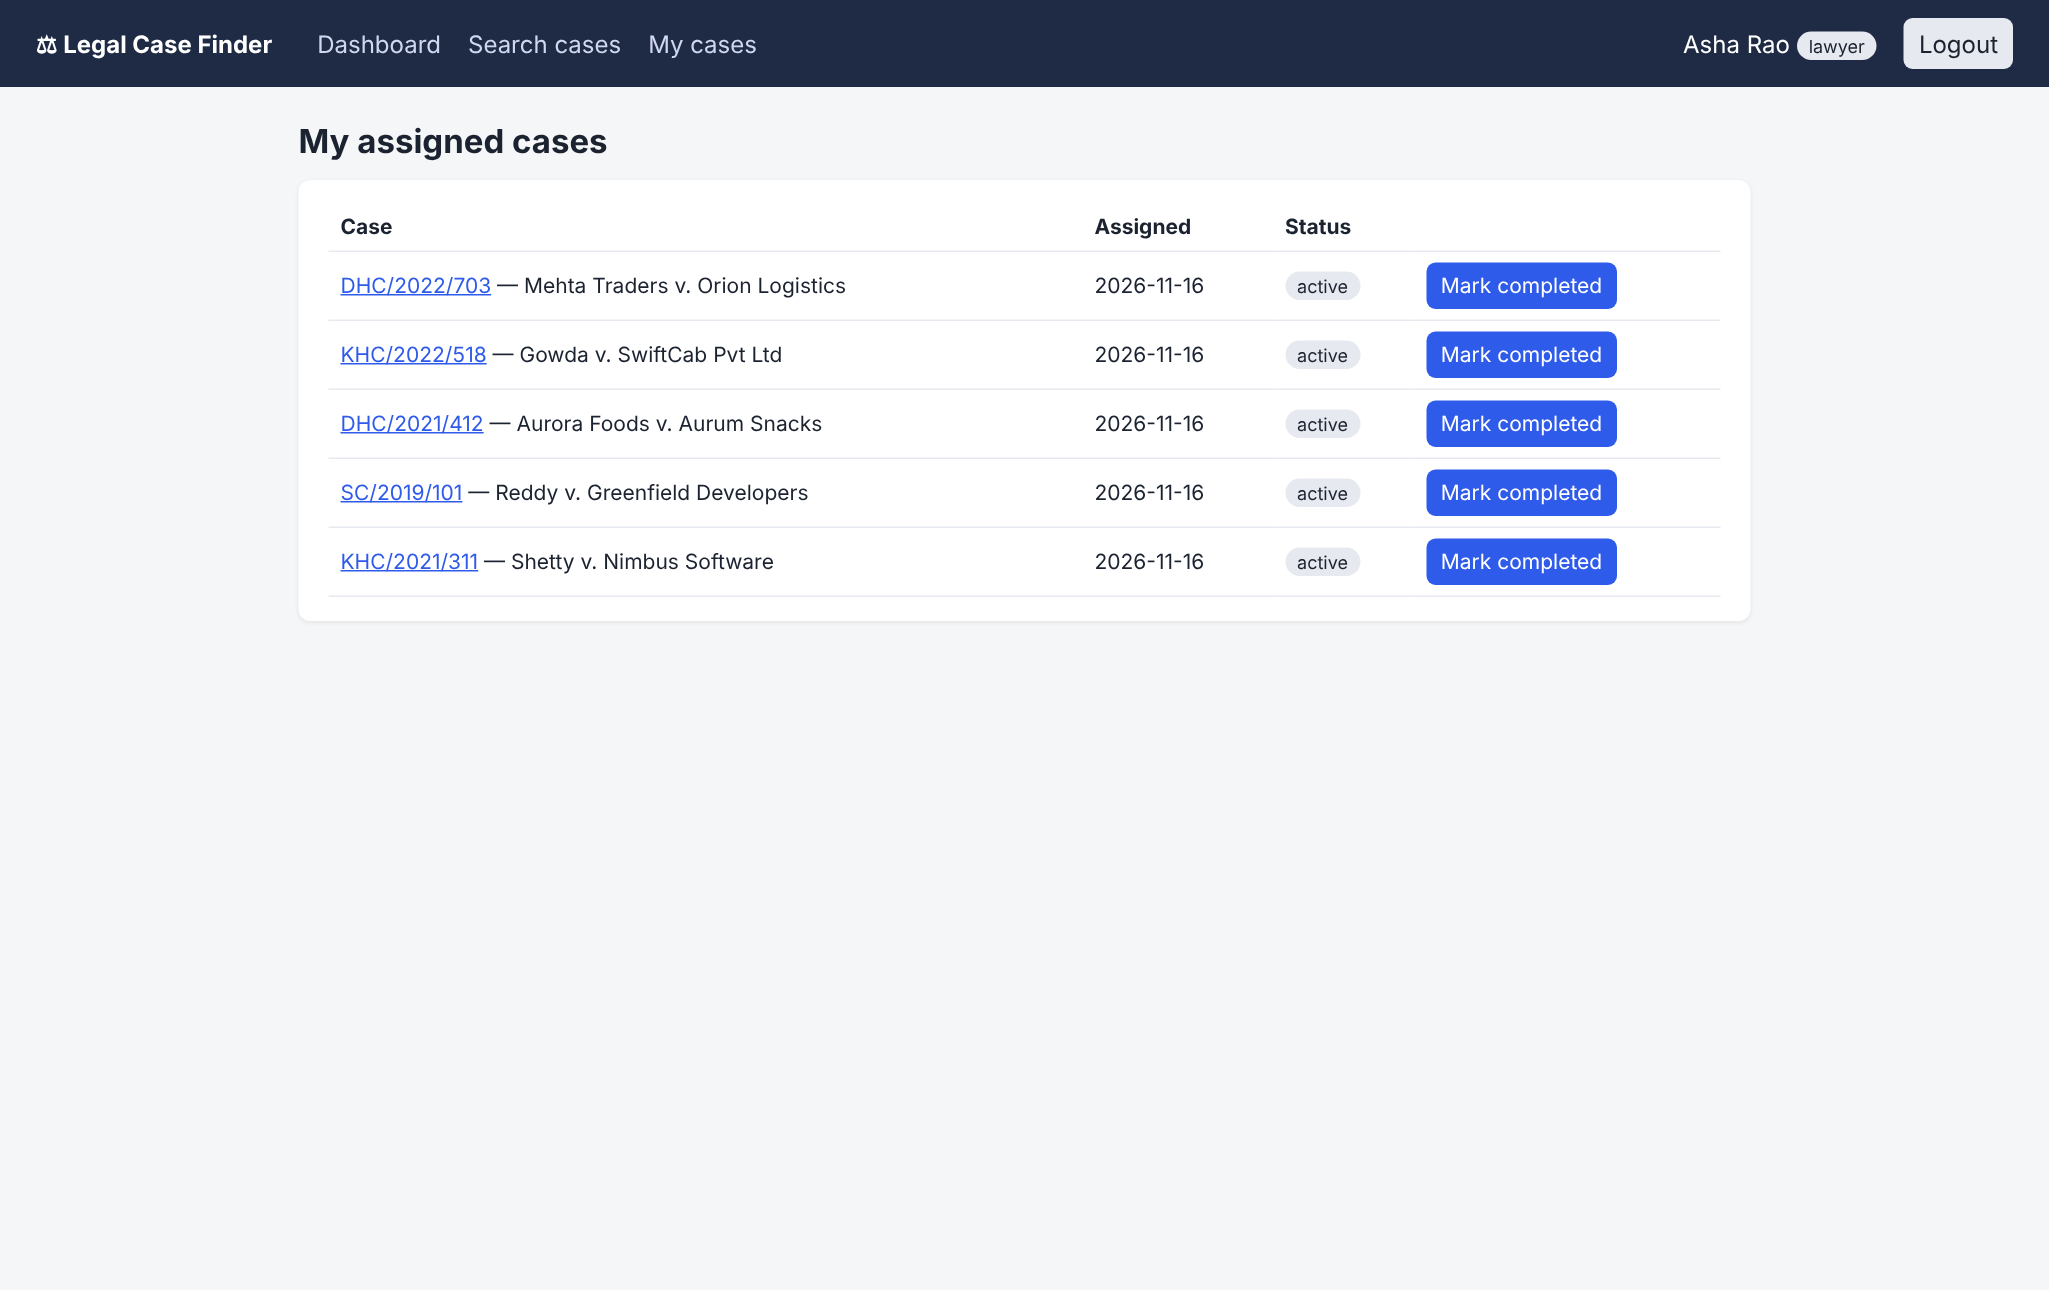 ⚖ Legal Case Finder Dashboard Search cases My cases Asha Rao lawyer Logout
My assigned cases
Case Assigned Status
DHC/2022/703 — Mehta Traders v. Orion Logistics 2026-11-16 active Mark completed
KHC/2022/518 — Gowda v. SwiftCab Pvt Ltd 2026-11-16 active Mark completed
DHC/2021/412 — Aurora Foods v. Aurum Snacks 2026-11-16 active Mark completed
SC/2019/101 — Reddy v. Greenfield Developers 2026-11-16 active Mark completed
KHC/2021/311 — Shetty v. Nimbus Software 2026-11-16 active Mark completed